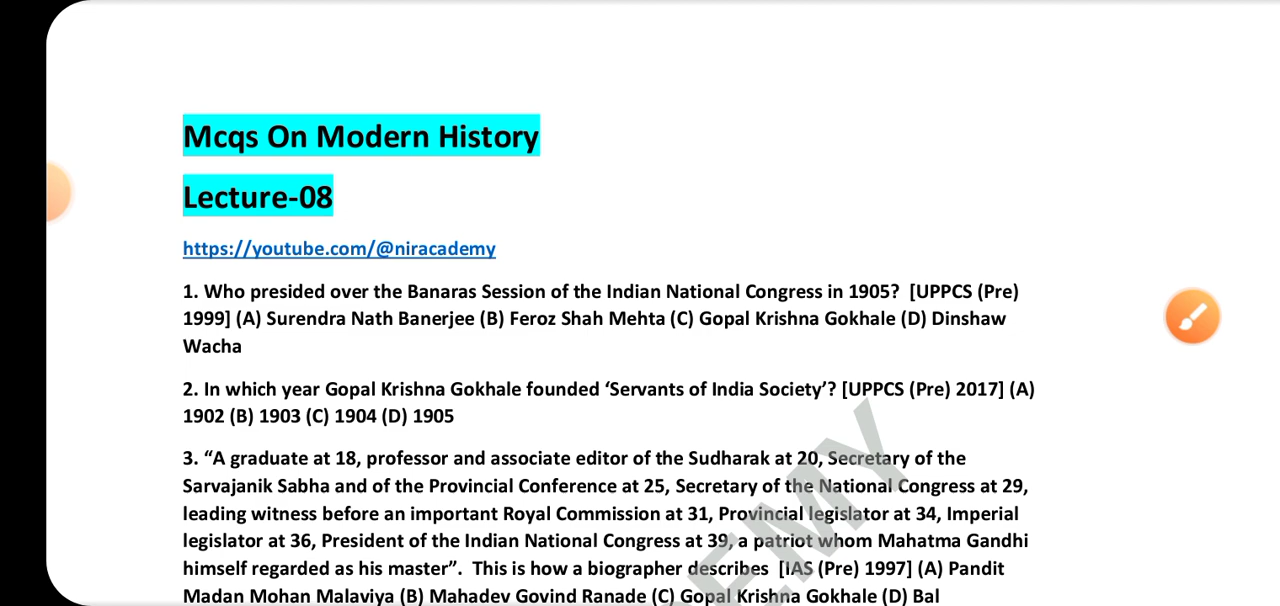 Mcqs On Modern History
Lecture-08
https://youtube.com/@niracademy
1. Who presided over the Banaras Session of the Indian National Congress in 1905?  [UPPCS (Pre)
1999] (A) Surendra Nath Banerjee (B) Feroz Shah Mehta (C) Gopal Krishna Gokhale (D) Dinshaw
Wacha
2. In which year Gopal Krishna Gokhale founded ‘Servants of India Society’? [UPPCS (Pre) 2017] (A)
1902 (B) 1903 (C) 1904 (D) 1905
3. “A graduate at 18, professor and associate editor of the Sudharak at 20, Secretary of the
Sarvajanik Sabha and of the Provincial Conference at 25, Secretary of the National Congress at 29,
leading witness before an important Royal Commission at 31, Provincial legislator at 34, Imperial
legislator at 36, President of the Indian National Congress at 39, a patriot whom Mahatma Gandhi
himself regarded as his master”.  This is how a biographer describes  [IAS (Pre) 1997] (A) Pandit
Madan Mohan Malaviya (B) Mahadev Govind Ranade (C) Gopal Krishna Gokhale (D) Bal